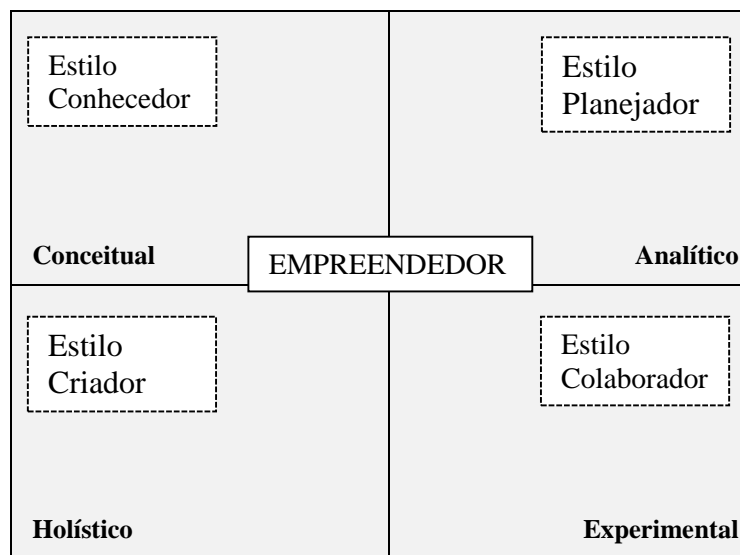 Estilo
Conhecedor
Estilo
Planejador
Conceitual
EMPREENDEDOR
Analítico
Estilo
Criador
Estilo
Colaborador
Holístico
Experimental